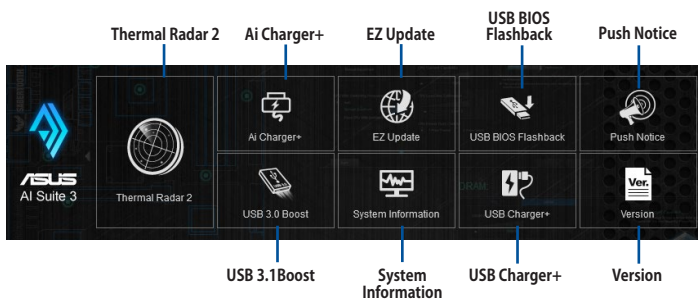 USB BIOS
Flashback
Thermal Radar 2
Ai Charger+
EZ Update
Push Notice
Ai Charger+
EZ Update
USB BIOS Flashback
Push Notice
ASUS
AI Suite 3
Thermal Radar 2
Ver.
USB 3.0 Boost
System Information
USB Charger+
Version
USB 3.1Boost
System
Information
USB Charger+
Version